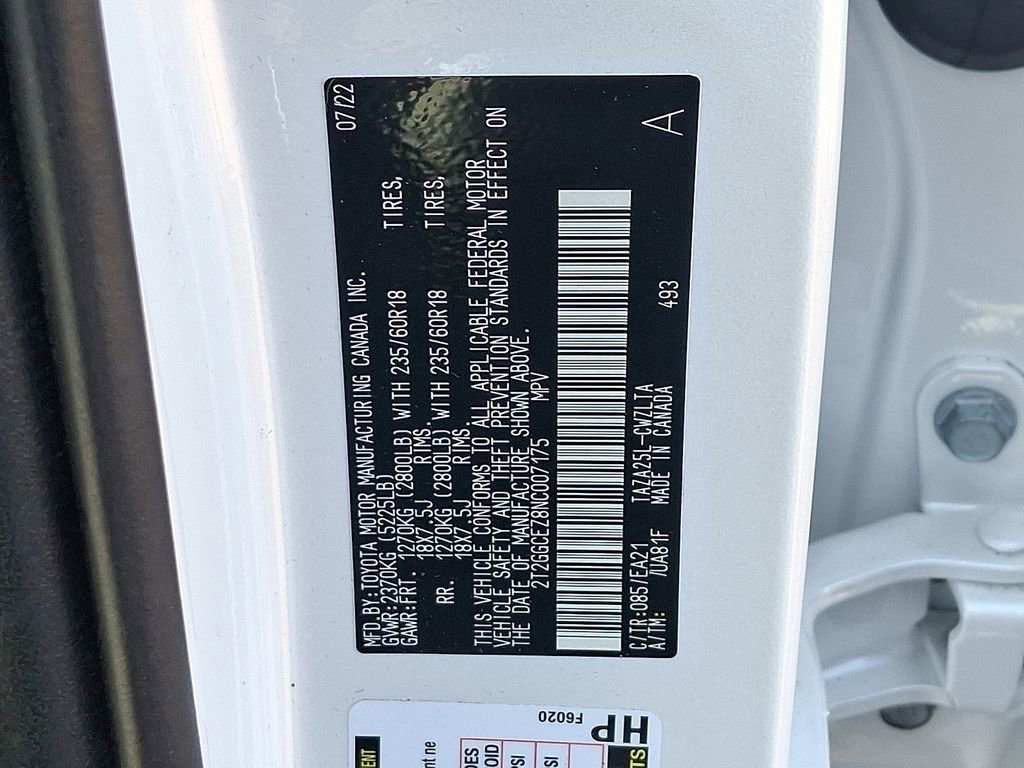 MFD. BY: TOYOTA MOTOR MANUFACTURING CANADA INC. 07/22
GVWR: 2370KG (5225LB)
GAWR: FRT. 1270KG (2800LB) WITH 235/60R18 TIRES,
18X7.5J RIMS.
RR. 1270KG (2800LB) WITH 235/60R18 TIRES,
18X7.5J RIMS.
THIS VEHICLE CONFORMS TO ALL APPLICABLE FEDERAL MOTOR
VEHICLE SAFETY AND THEFT PREVENTION STANDARDS IN EFFECT ON
THE DATE OF MANUFACTURE SHOWN ABOVE.
2T2GGCEZ8NC007175 MPV
C/TR:085/EA21 TAZA25L-CWZLTA
A/TM: /UA81F MADE IN CANADA 493
A
F6020
HP